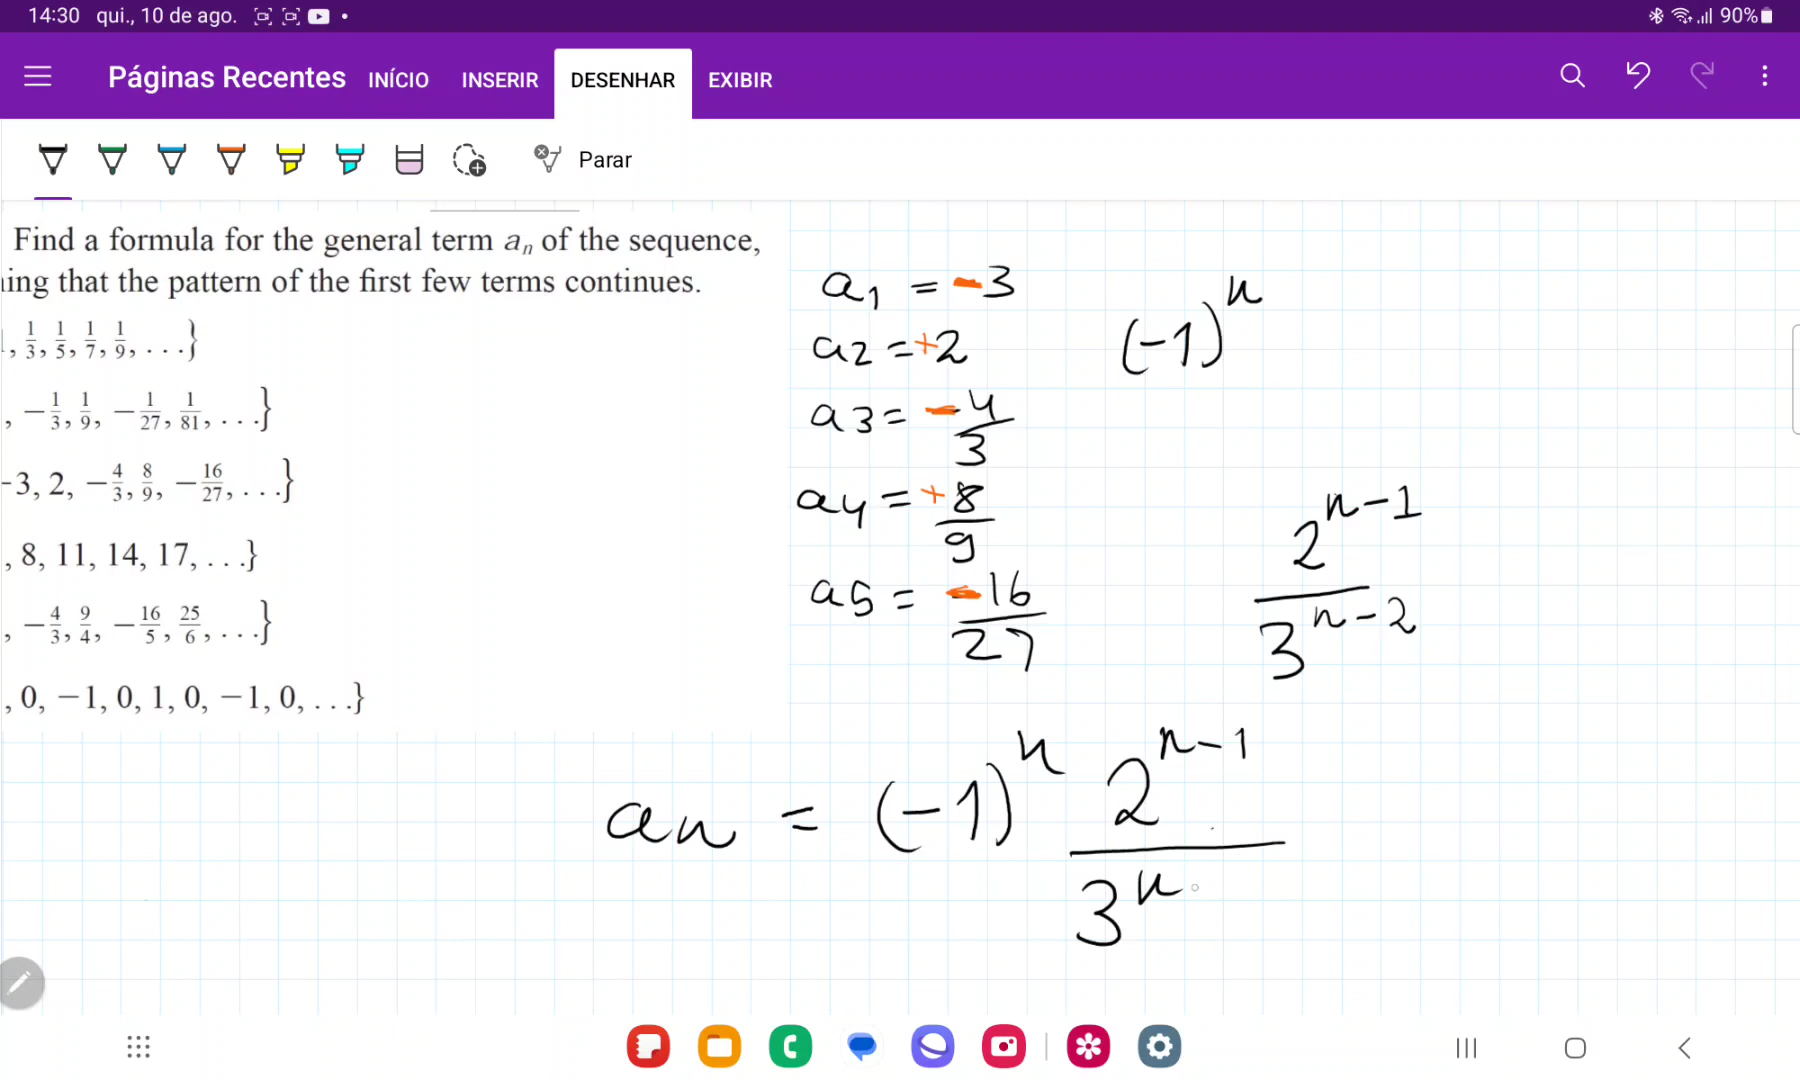 14:30 qui., 10 de ago. 90%
Páginas Recentes INÍCIO INSERIR DESENHAR EXIBIR
Parar
Find a formula for the general term aₙ of the sequence,
ing that the pattern of the first few terms continues.
, 1/3, 1/5, 1/7, 1/9, . . .}
, −1/3, 1/9, −1/27, 1/81, . . .}
-3, 2, −4/3, 8/9, −16/27, . . .}
, 8, 11, 14, 17, . . .}
, −4/3, 9/4, −16/5, 25/6, . . .}
, 0, −1, 0, 1, 0, −1, 0, . . .}
a1 = -3
a2 = +2
a3 = -4/3
a4 = +8/9
a5 = -16/27
(-1)^n
2^(n-1)/3^(n-2)
an = (-1)^n 2^(n-1)/3^n